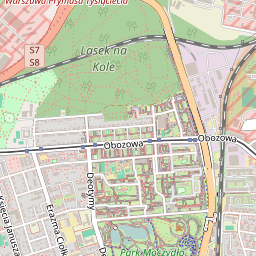 Warszawa Prymasa Tysiąclecia
S7
S8
Lasek na
Kole
Obozowa
Obozowa
Deotymy
Księcia Janusza
Erazma Ciołka
Park Moczydło